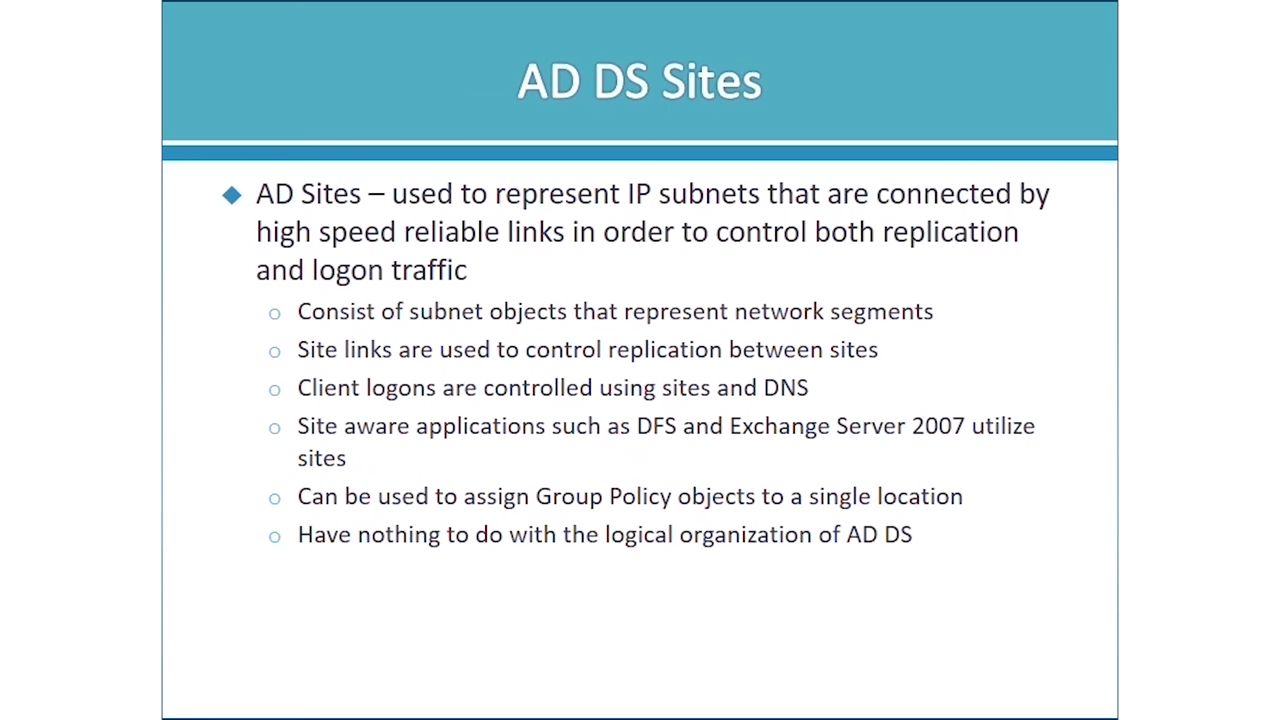 AD DS Sites
AD Sites – used to represent IP subnets that are connected by
high speed reliable links in order to control both replication
and logon traffic
Consist of subnet objects that represent network segments
Site links are used to control replication between sites
Client logons are controlled using sites and DNS
Site aware applications such as DFS and Exchange Server 2007 utilize
sites
Can be used to assign Group Policy objects to a single location
Have nothing to do with the logical organization of AD DS